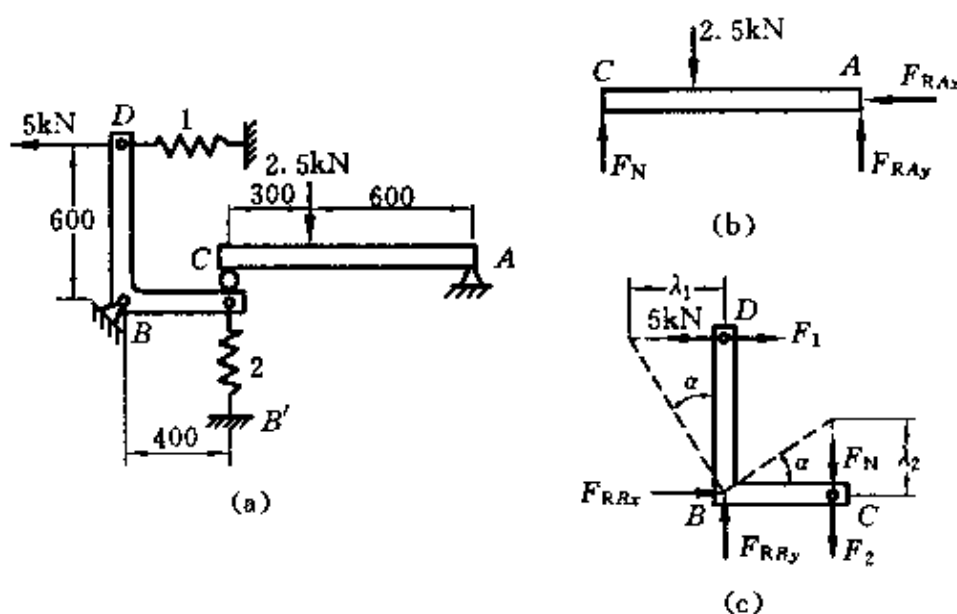 5kN
D
1
2. 5kN
300
600
600
C
A
B
2
B′
400
(a)
2. 5kN
C
A
F_RAx
F_N
F_RAy
(b)
λ₁
D
5kN
F₁
α
F_N
λ₂
α
F_RBx
B
C
F_RBy
F₂
(c)